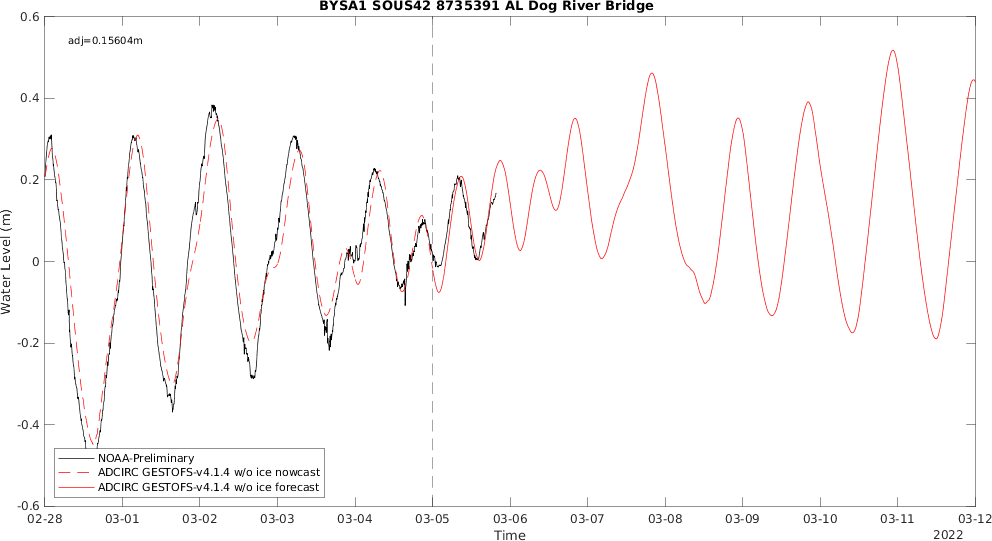 BYSA1 SOUS42 8735391 AL Dog River Bridge
0.6
adj=0.15604m
0.4
0.2
0
-0.2
-0.4
-0.6
Water Level (m)
NOAA-Preliminary
ADCIRC GESTOFS-v4.1.4 w/o ice nowcast
ADCIRC GESTOFS-v4.1.4 w/o ice forecast
02-28 03-01 03-02 03-03 03-04 03-05 03-06 03-07 03-08 03-09 03-10 03-11 03-12
Time
2022